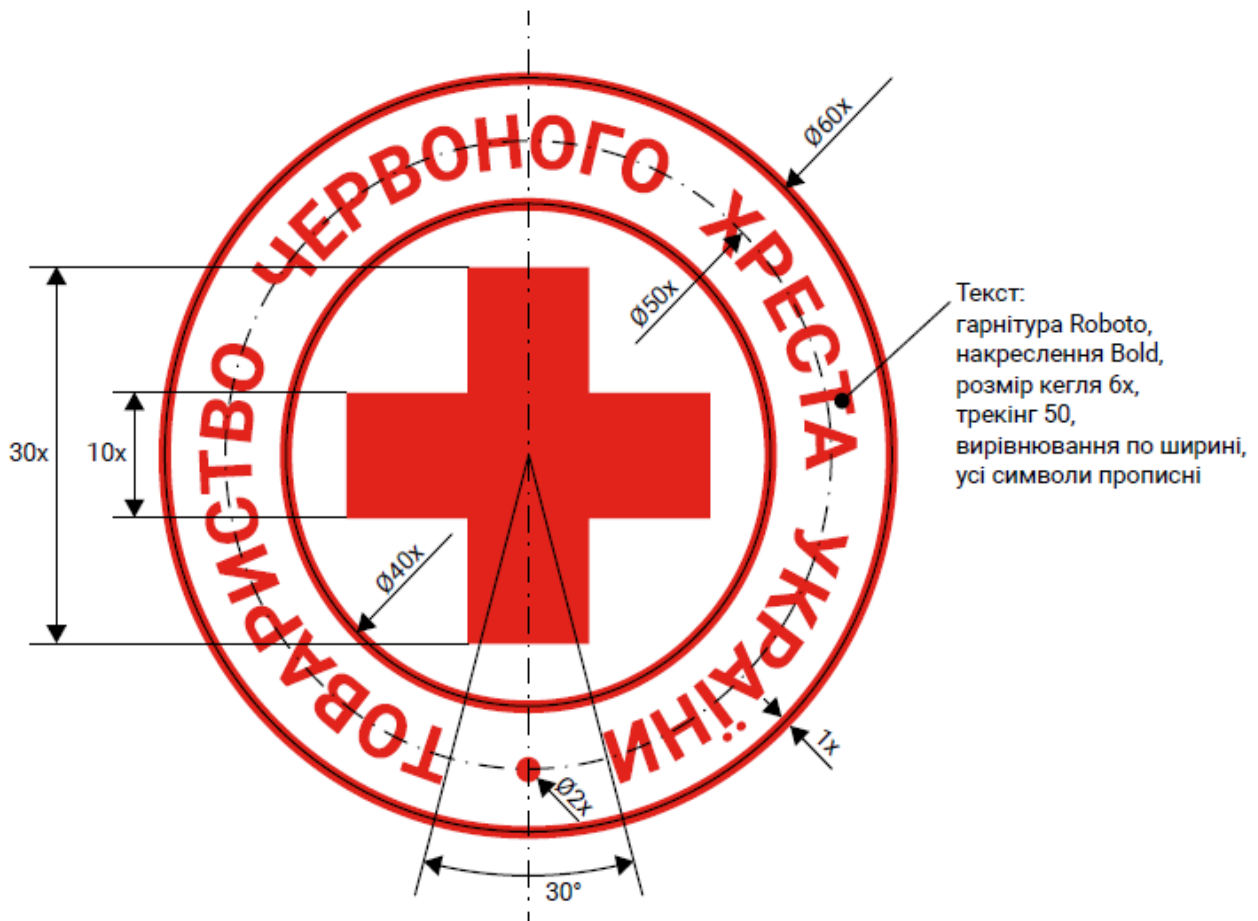 ТОВАРИСТВО ЧЕРВОНОГО ХРЕСТА УКРАЇНИ
Ø60x
Ø50x
Текст:
гарнітура Roboto,
накреслення Bold,
розмір кегля 6x,
трекінг 50,
вирівнювання по ширині,
усі символи прописні
30x
10x
Ø40x
1x
Ø2x
30°